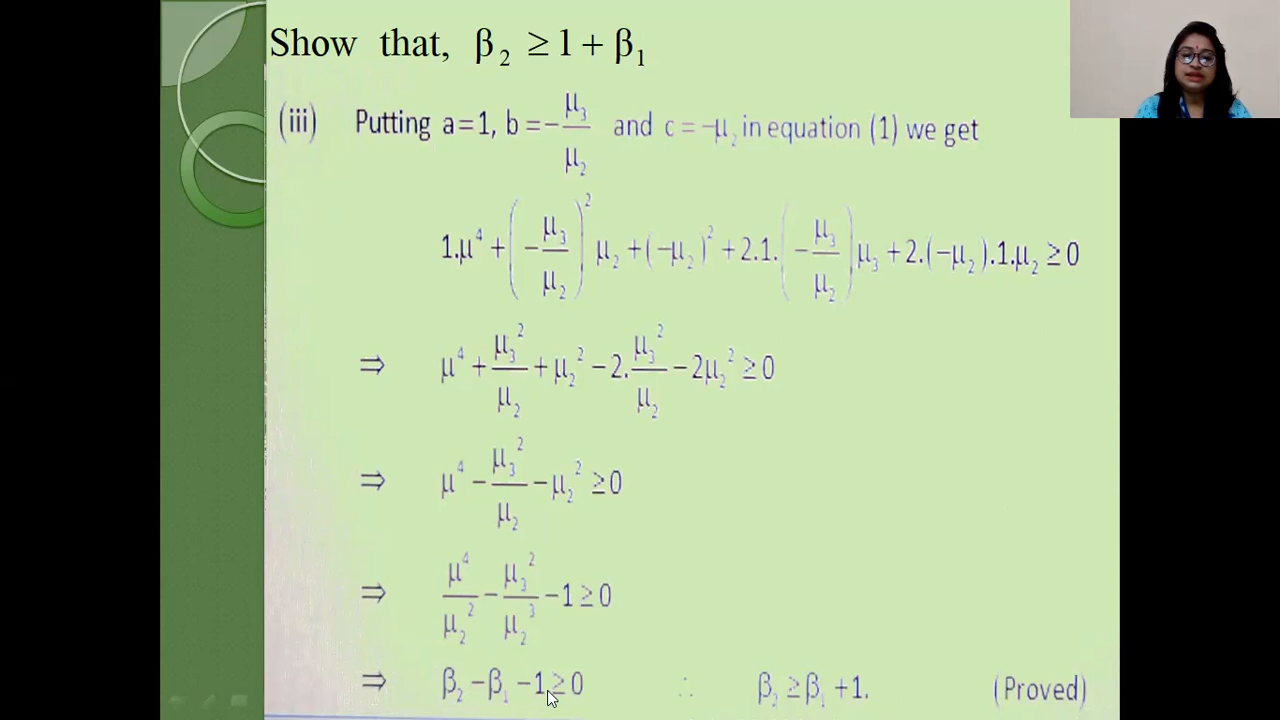 Show that, β₂ ≥ 1 + β₁
(iii) Putting a=1, b = −μ₃/μ₂ and c = −μ₂ in equation (1) we get
1.μ⁴ + (−μ₃/μ₂)² μ₂ + (−μ₂)² + 2.1.(−μ₃/μ₂) μ₃ + 2.(−μ₂).1.μ₂ ≥ 0
⇒ μ⁴ + μ₃²/μ₂ + μ₂² − 2.μ₃²/μ₂ − 2μ₂² ≥ 0
⇒ μ⁴ − μ₃²/μ₂ − μ₂² ≥ 0
⇒ μ⁴/μ₂² − μ₃²/μ₂³ − 1 ≥ 0
⇒ β₂ − β₁ − 1 ≥ 0 ∴ β₂ ≥ β₁ + 1. (Proved)